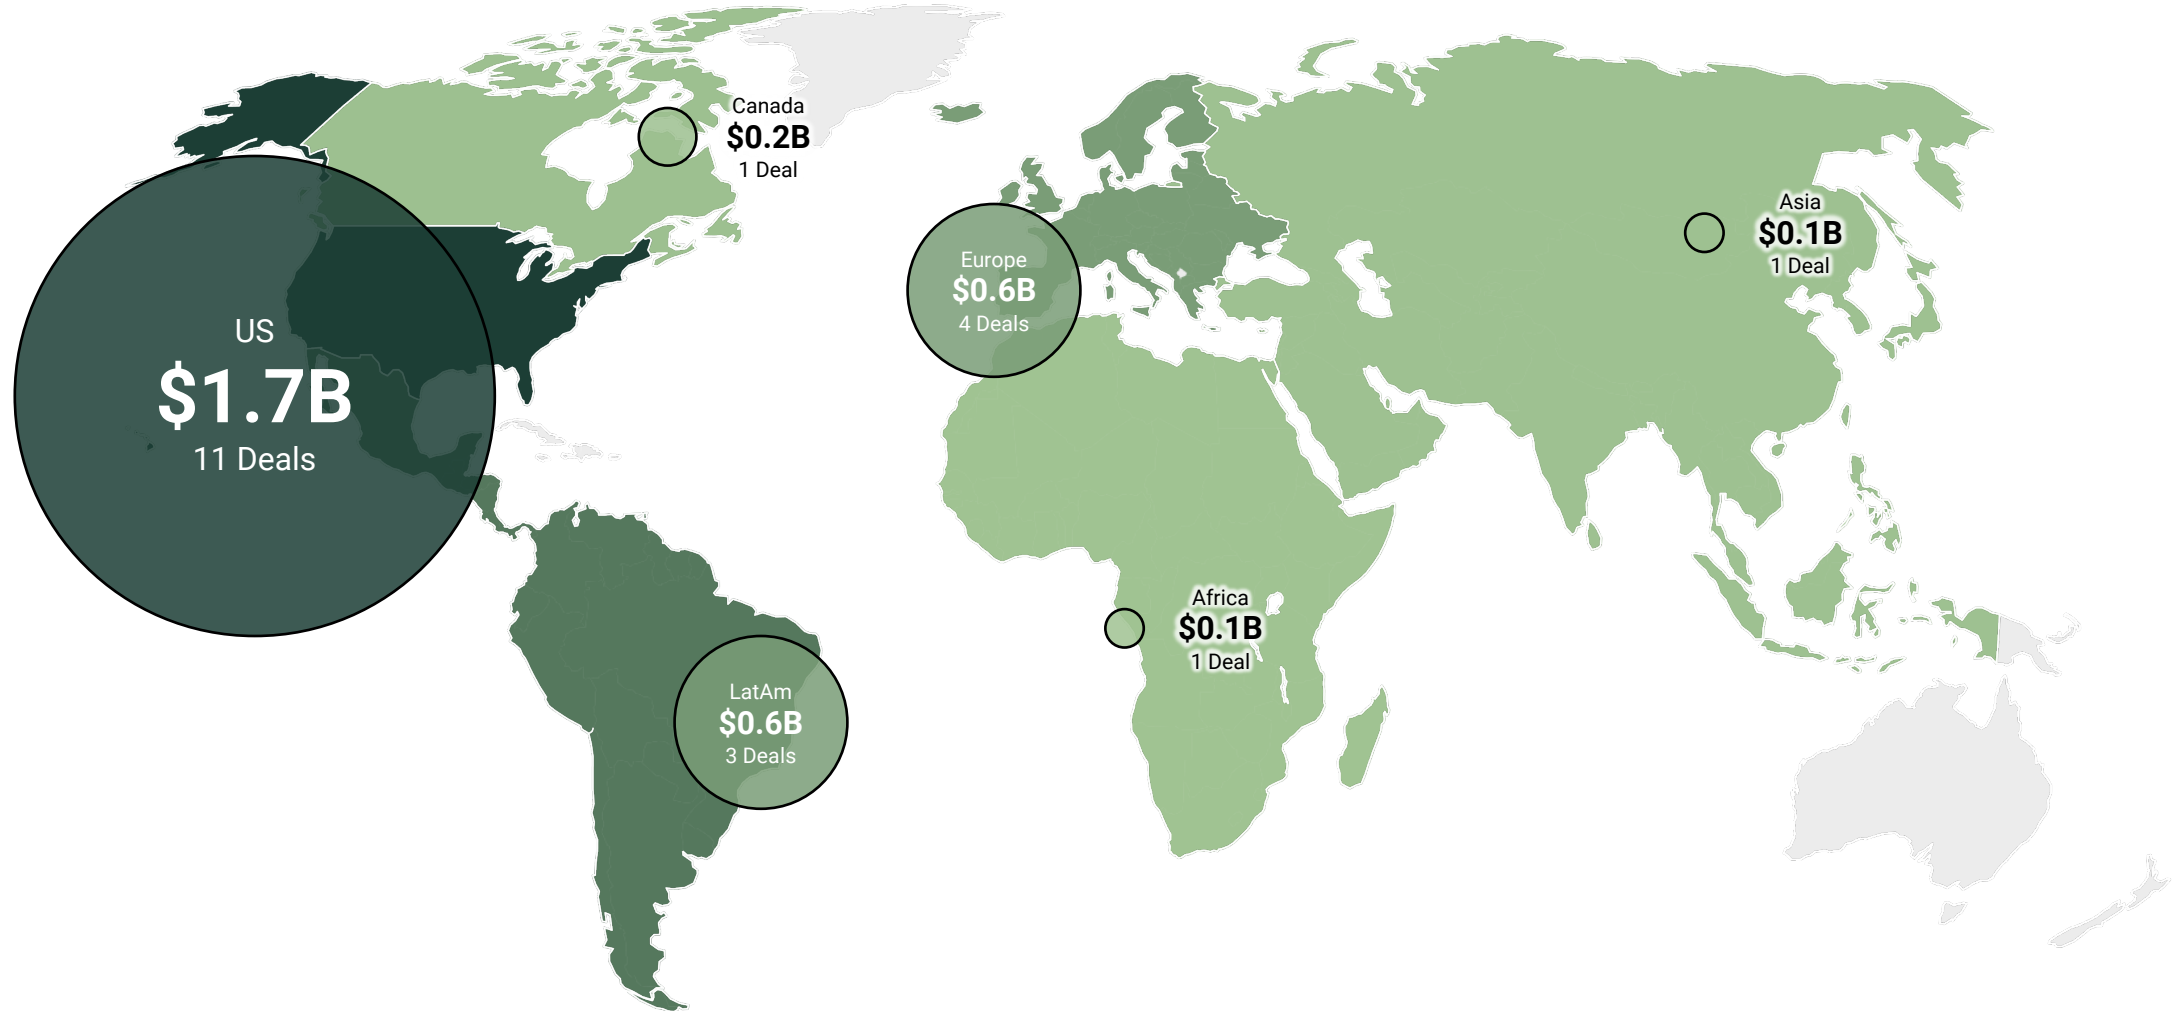 Canada
$0.2B
1 Deal
Asia
$0.1B
1 Deal
Europe
$0.6B
4 Deals
US
$1.7B
11 Deals
Africa
$0.1B
1 Deal
LatAm
$0.6B
3 Deals